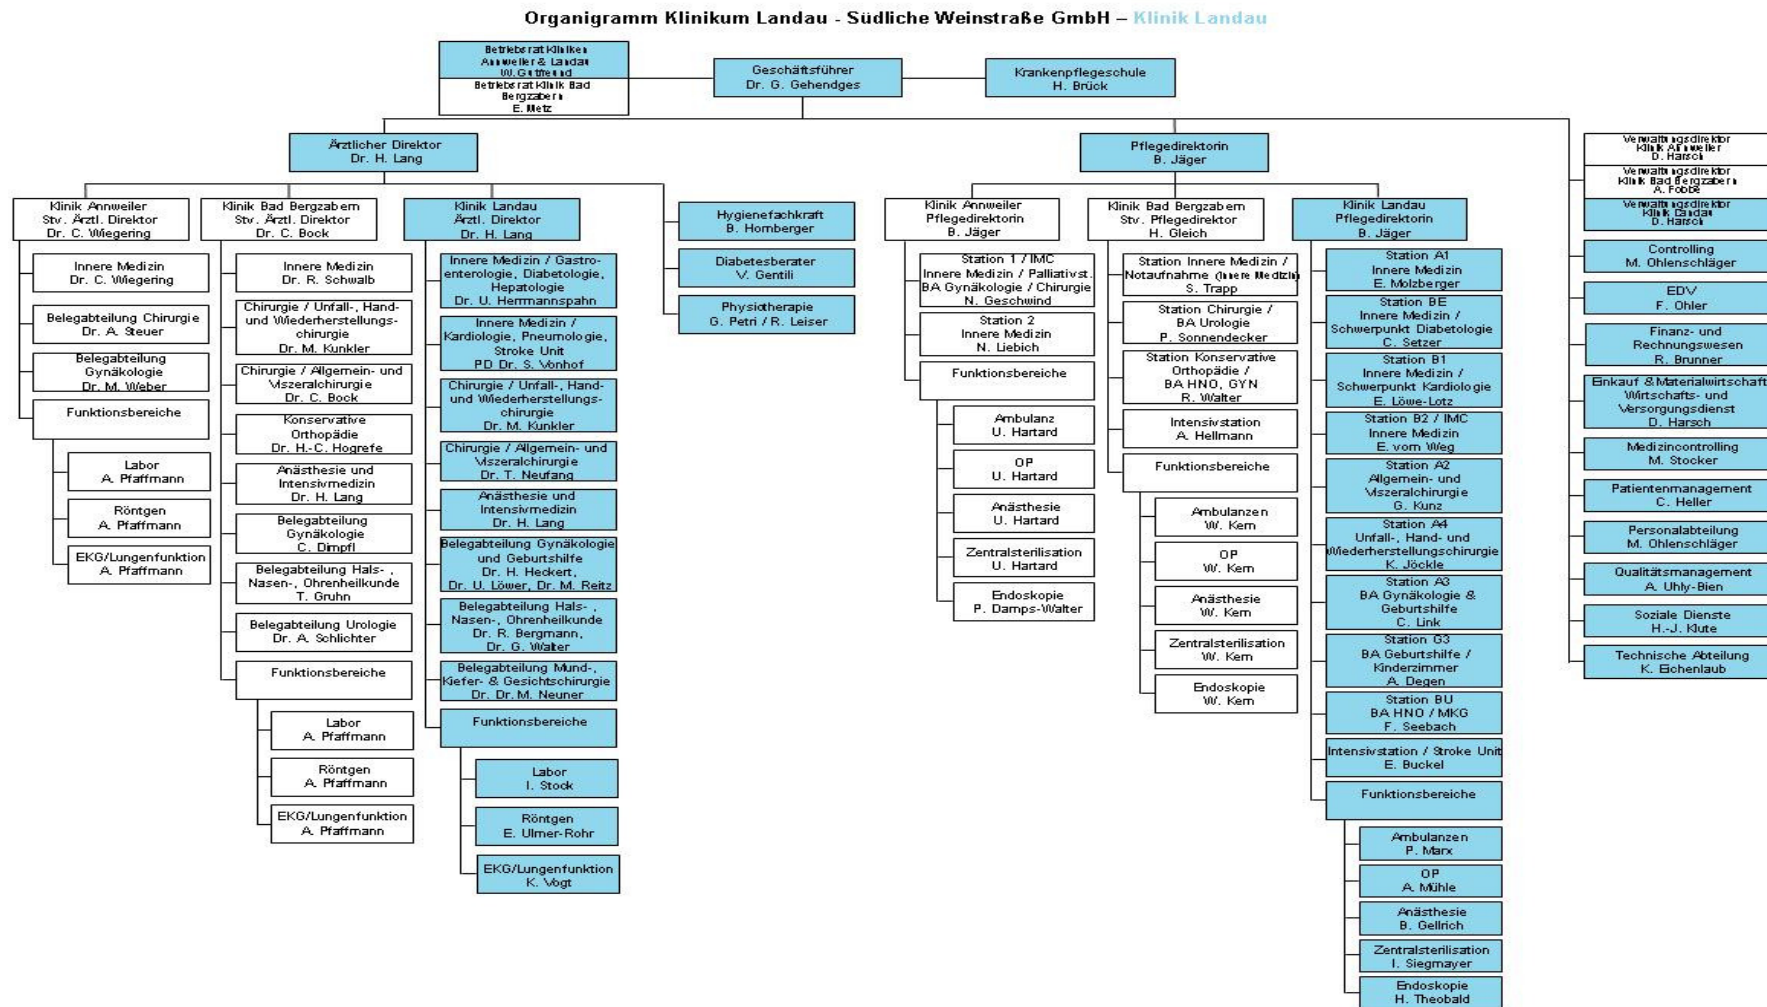 Organigramm Klinikum Landau - Südliche Weinstraße GmbH – Klinik Landau
Betriebsrat Kliniken
Annweiler & Landau
W. Gutfreund
Betriebsrat Klinik Bad
Bergzabern
E. Metz
Geschäftsführer
Dr. G. Gehendges
Krankenpflegeschule
H. Brück
Ärztlicher Direktor
Dr. H. Lang
Pflegedirektorin
B. Jäger
Klinik Annweiler
Stv. Ärztl. Direktor
Dr. C. Wiegering
Innere Medizin
Dr. C. Wiegering
Belegabteilung Chirurgie
Dr. A. Steuer
Belegabteilung
Gynäkologie
Dr. M. Weber
Funktionsbereiche
Labor
A. Pfaffmann
Röntgen
A. Pfaffmann
EKG/Lungenfunktion
A. Pfaffmann
Klinik Bad Bergzabern
Stv. Ärztl. Direktor
Dr. C. Bock
Innere Medizin
Dr. R. Schwalb
Chirurgie / Unfall-, Hand-
und Wiederherstellungs-
chirurgie
Dr. M. Kunkler
Chirurgie / Allgemein- und
Viszeralchirurgie
Dr. C. Bock
Konservative
Orthopädie
Dr. H.-C. Hogrefe
Anästhesie und
Intensivmedizin
Dr. H. Lang
Belegabteilung
Gynäkologie
C. Dimpfl
Belegabteilung Hals- ,
Nasen-, Ohrenheilkunde
T. Gruhn
Belegabteilung Urologie
Dr. A. Schlichter
Funktionsbereiche
Labor
A. Pfaffmann
Röntgen
A. Pfaffmann
EKG/Lungenfunktion
A. Pfaffmann
Klinik Landau
Ärztl. Direktor
Dr. H. Lang
Innere Medizin / Gastro-
enterologie, Diabetologie,
Hepatologie
Dr. U. Herrmannspahn
Innere Medizin /
Kardiologie, Pneumologie,
Stroke Unit
PD Dr. S. Vonhof
Chirurgie / Unfall-, Hand-
und Wiederherstellungs-
chirurgie
Dr. M. Kunkler
Chirurgie / Allgemein- und
Viszeralchirurgie
Dr. T. Neufang
Anästhesie und
Intensivmedizin
Dr. H. Lang
Belegabteilung Gynäkologie
und Geburtshilfe
Dr. H. Heckert,
Dr. U. Löwer, Dr. M. Reitz
Belegabteilung Hals- ,
Nasen-, Ohrenheilkunde
Dr. R. Bergmann,
Dr. G. Walter
Belegabteilung Mund-,
Kiefer- & Gesichtschirurgie
Dr. Dr. M. Neuner
Funktionsbereiche
Labor
I. Stock
Röntgen
E. Ulmer-Rohr
EKG/Lungenfunktion
K. Vogt
Hygienefachkraft
B. Hornberger
Diabetesberater
V. Gentili
Physiotherapie
G. Petri / R. Leiser
Klinik Annweiler
Pflegedirektorin
B. Jäger
Station 1 / IMC
Innere Medizin / Palliativst.
BA Gynäkologie / Chirurgie
N. Geschwind
Station 2
Innere Medizin
N. Liebich
Funktionsbereiche
Ambulanz
U. Hartard
OP
U. Hartard
Anästhesie
U. Hartard
Zentralsterilisation
U. Hartard
Endoskopie
P. Damps-Walter
Klinik Bad Bergzabern
Stv. Pflegedirektor
H. Gleich
Station Innere Medizin /
Notaufnahme (Innere Medizin)
S. Trapp
Station Chirurgie /
BA Urologie
P. Sonnendecker
Station Konservative
Orthopädie /
BA HNO, GYN
R. Walter
Intensivstation
A. Hellmann
Funktionsbereiche
Ambulanzen
W. Kern
OP
W. Kern
Anästhesie
W. Kern
Zentralsterilisation
W. Kern
Endoskopie
W. Kern
Klinik Landau
Pflegedirektorin
B. Jäger
Station A1
Innere Medizin
E. Molzberger
Station BE
Innere Medizin /
Schwerpunkt Diabetologie
C. Setzer
Station B1
Innere Medizin /
Schwerpunkt Kardiologie
E. Löwe-Lotz
Station B2 / IMC
Innere Medizin
E. vom Weg
Station A2
Allgemein- und
Viszeralchirurgie
G. Kunz
Station A4
Unfall-, Hand- und
Wiederherstellungschirurgie
K. Jöckle
Station A3
BA Gynäkologie &
Geburtshilfe
C. Link
Station G3
BA Geburtshilfe /
Kinderzimmer
A. Degen
Station BU
BA HNO / MKG
F. Seebach
Intensivstation / Stroke Unit
E. Buckel
Funktionsbereiche
Ambulanzen
P. Marx
OP
A. Mühle
Anästhesie
B. Gellrich
Zentralsterilisation
I. Siegmayer
Endoskopie
H. Theobald
Verwaltungsdirektor
Klinik Annweiler
D. Harsch
Verwaltungsdirektor
Klinik Bad Bergzabern
A. Fobbe
Verwaltungsdirektor
Klinik Landau
D. Harsch
Controlling
M. Ohlenschläger
EDV
F. Ohler
Finanz- und
Rechnungswesen
R. Brunner
Einkauf & Materialwirtschaft
Wirtschafts- und
Versorgungsdienst
D. Harsch
Medizincontrolling
M. Stocker
Patientenmanagement
C. Heller
Personalabteilung
M. Ohlenschläger
Qualitätsmanagement
A. Uhly-Bien
Soziale Dienste
H.-J. Klute
Technische Abteilung
K. Eichenlaub